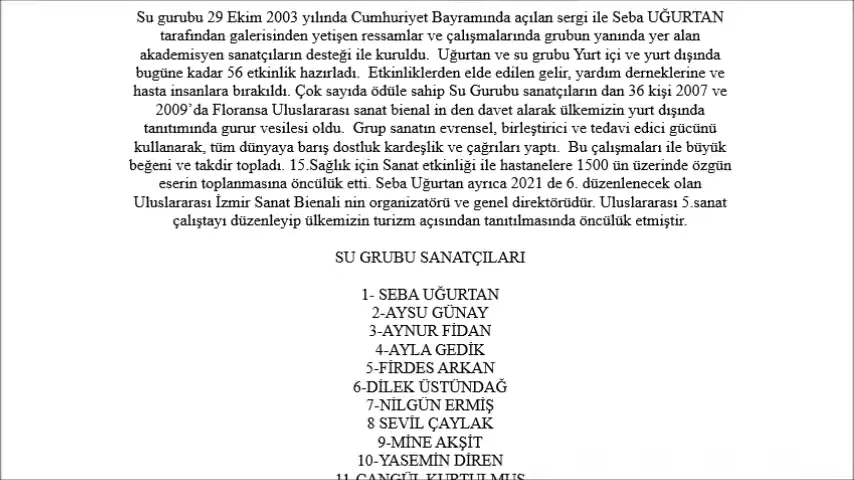 Su gurubu 29 Ekim 2003 yılında Cumhuriyet Bayramında açılan sergi ile Seba UĞURTAN
tarafından galerisinden yetişen ressamlar ve çalışmalarında grubun yanında yer alan
akademisyen sanatçıların desteği ile kuruldu.  Uğurtan ve su grubu Yurt içi ve yurt dışında
bugüne kadar 56 etkinlik hazırladı.  Etkinliklerden elde edilen gelir, yardım derneklerine ve
hasta insanlara bırakıldı. Çok sayıda ödüle sahip Su Gurubu sanatçıların dan 36 kişi 2007 ve
2009’da Floransa Uluslararası sanat bienal in den davet alarak ülkemizin yurt dışında
tanıtımında gurur vesilesi oldu.  Grup sanatın evrensel, birleştirici ve tedavi edici gücünü
kullanarak, tüm dünyaya barış dostluk kardeşlik ve çağrıları yaptı.  Bu çalışmaları ile büyük
beğeni ve takdir topladı. 15.Sağlık için Sanat etkinliği ile hastanelere 1500 ün üzerinde özgün
eserin toplanmasına öncülük etti. Seba Uğurtan ayrıca 2021 de 6. düzenlenecek olan
Uluslararası İzmir Sanat Bienali nin organizatörü ve genel direktörüdür. Uluslararası 5.sanat
çalıştayı düzenleyip ülkemizin turizm açısından tanıtılmasında öncülük etmiştir.
SU GRUBU SANATÇILARI
1- SEBA UĞURTAN
2-AYSU GÜNAY
3-AYNUR FİDAN
4-AYLA GEDİK
5-FİRDES ARKAN
6-DİLEK ÜSTÜNDAĞ
7-NİLGÜN ERMİŞ
8 SEVİL ÇAYLAK
9-MİNE AKŞİT
10-YASEMİN DİREN